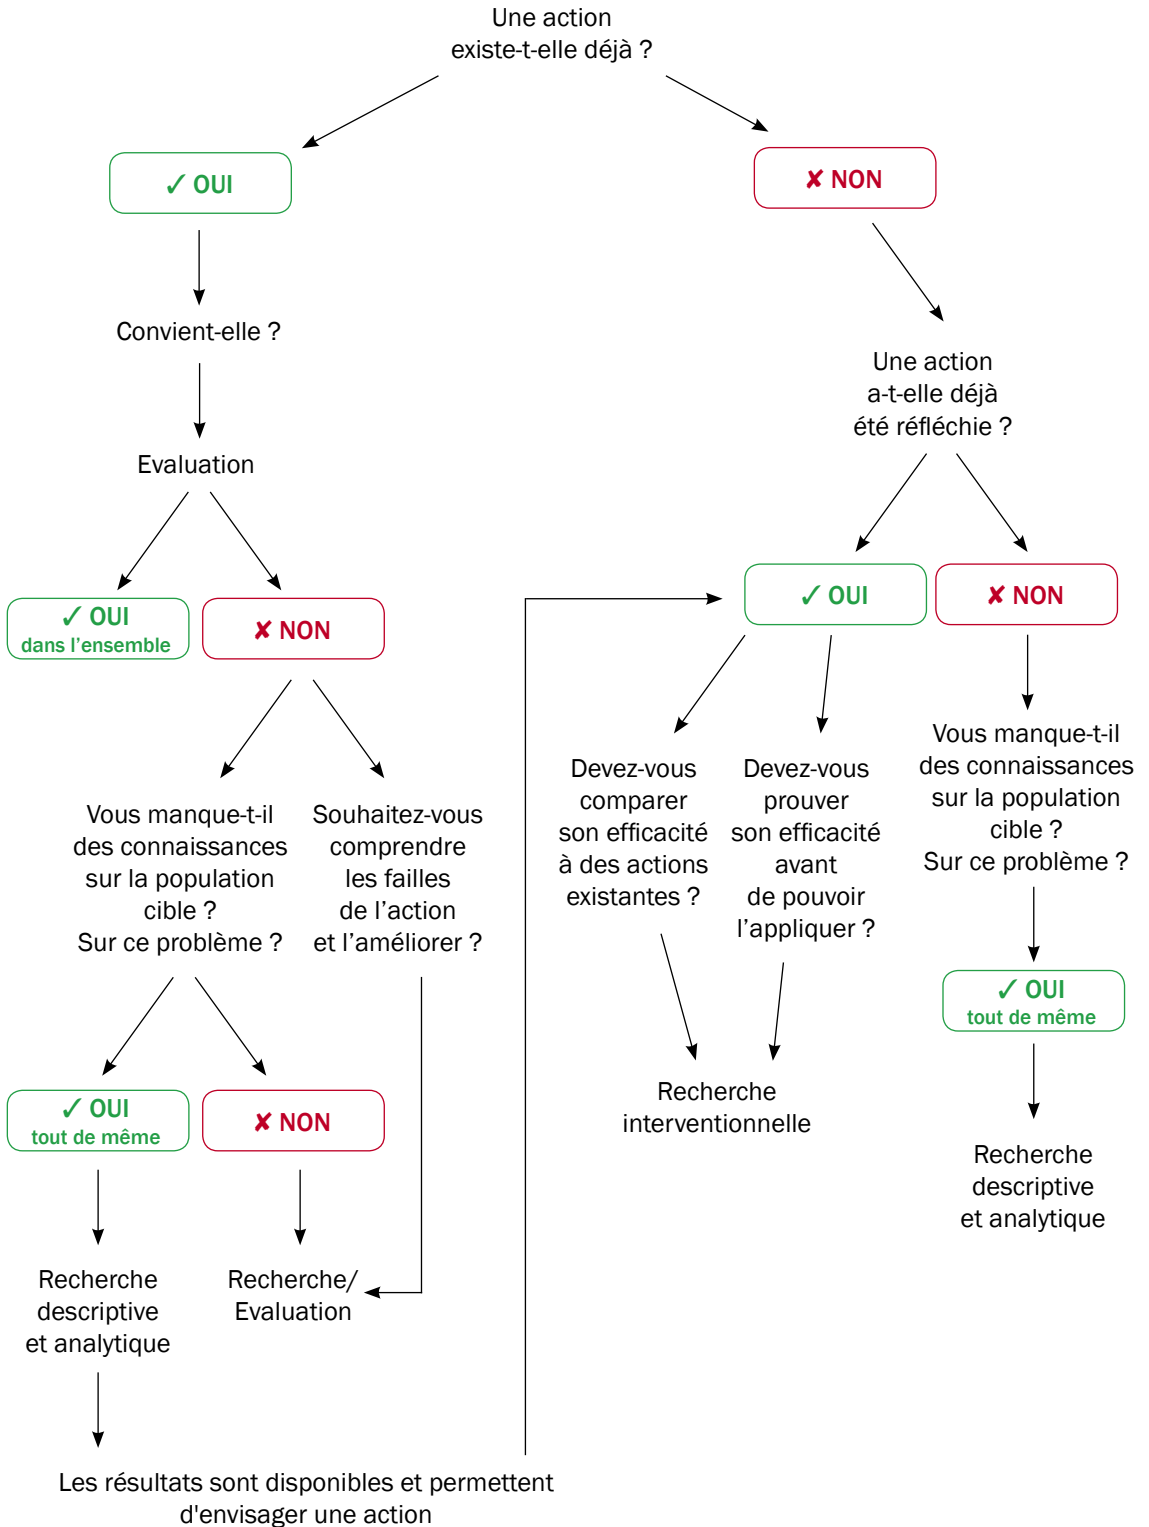 Une action
existe-t-elle déjà ?
✓ OUI
✘ NON
Convient-elle ?
Evaluation
✓ OUI
dans l'ensemble
✘ NON
Vous manque-t-il
des connaissances
sur la population
cible ?
Sur ce problème ?
Souhaitez-vous
comprendre
les failles
de l'action
et l'améliorer ?
✓ OUI
tout de même
✘ NON
Recherche
descriptive
et analytique
Recherche/
Evaluation
Les résultats sont disponibles et permettent
d'envisager une action
Une action
a-t-elle déjà
été réfléchie ?
✓ OUI
✘ NON
Devez-vous
comparer
son efficacité
à des actions
existantes ?
Devez-vous
prouver
son efficacité
avant
de pouvoir
l'appliquer ?
Recherche
interventionnelle
Vous manque-t-il
des connaissances
sur la population
cible ?
Sur ce problème ?
✓ OUI
tout de même
Recherche
descriptive
et analytique